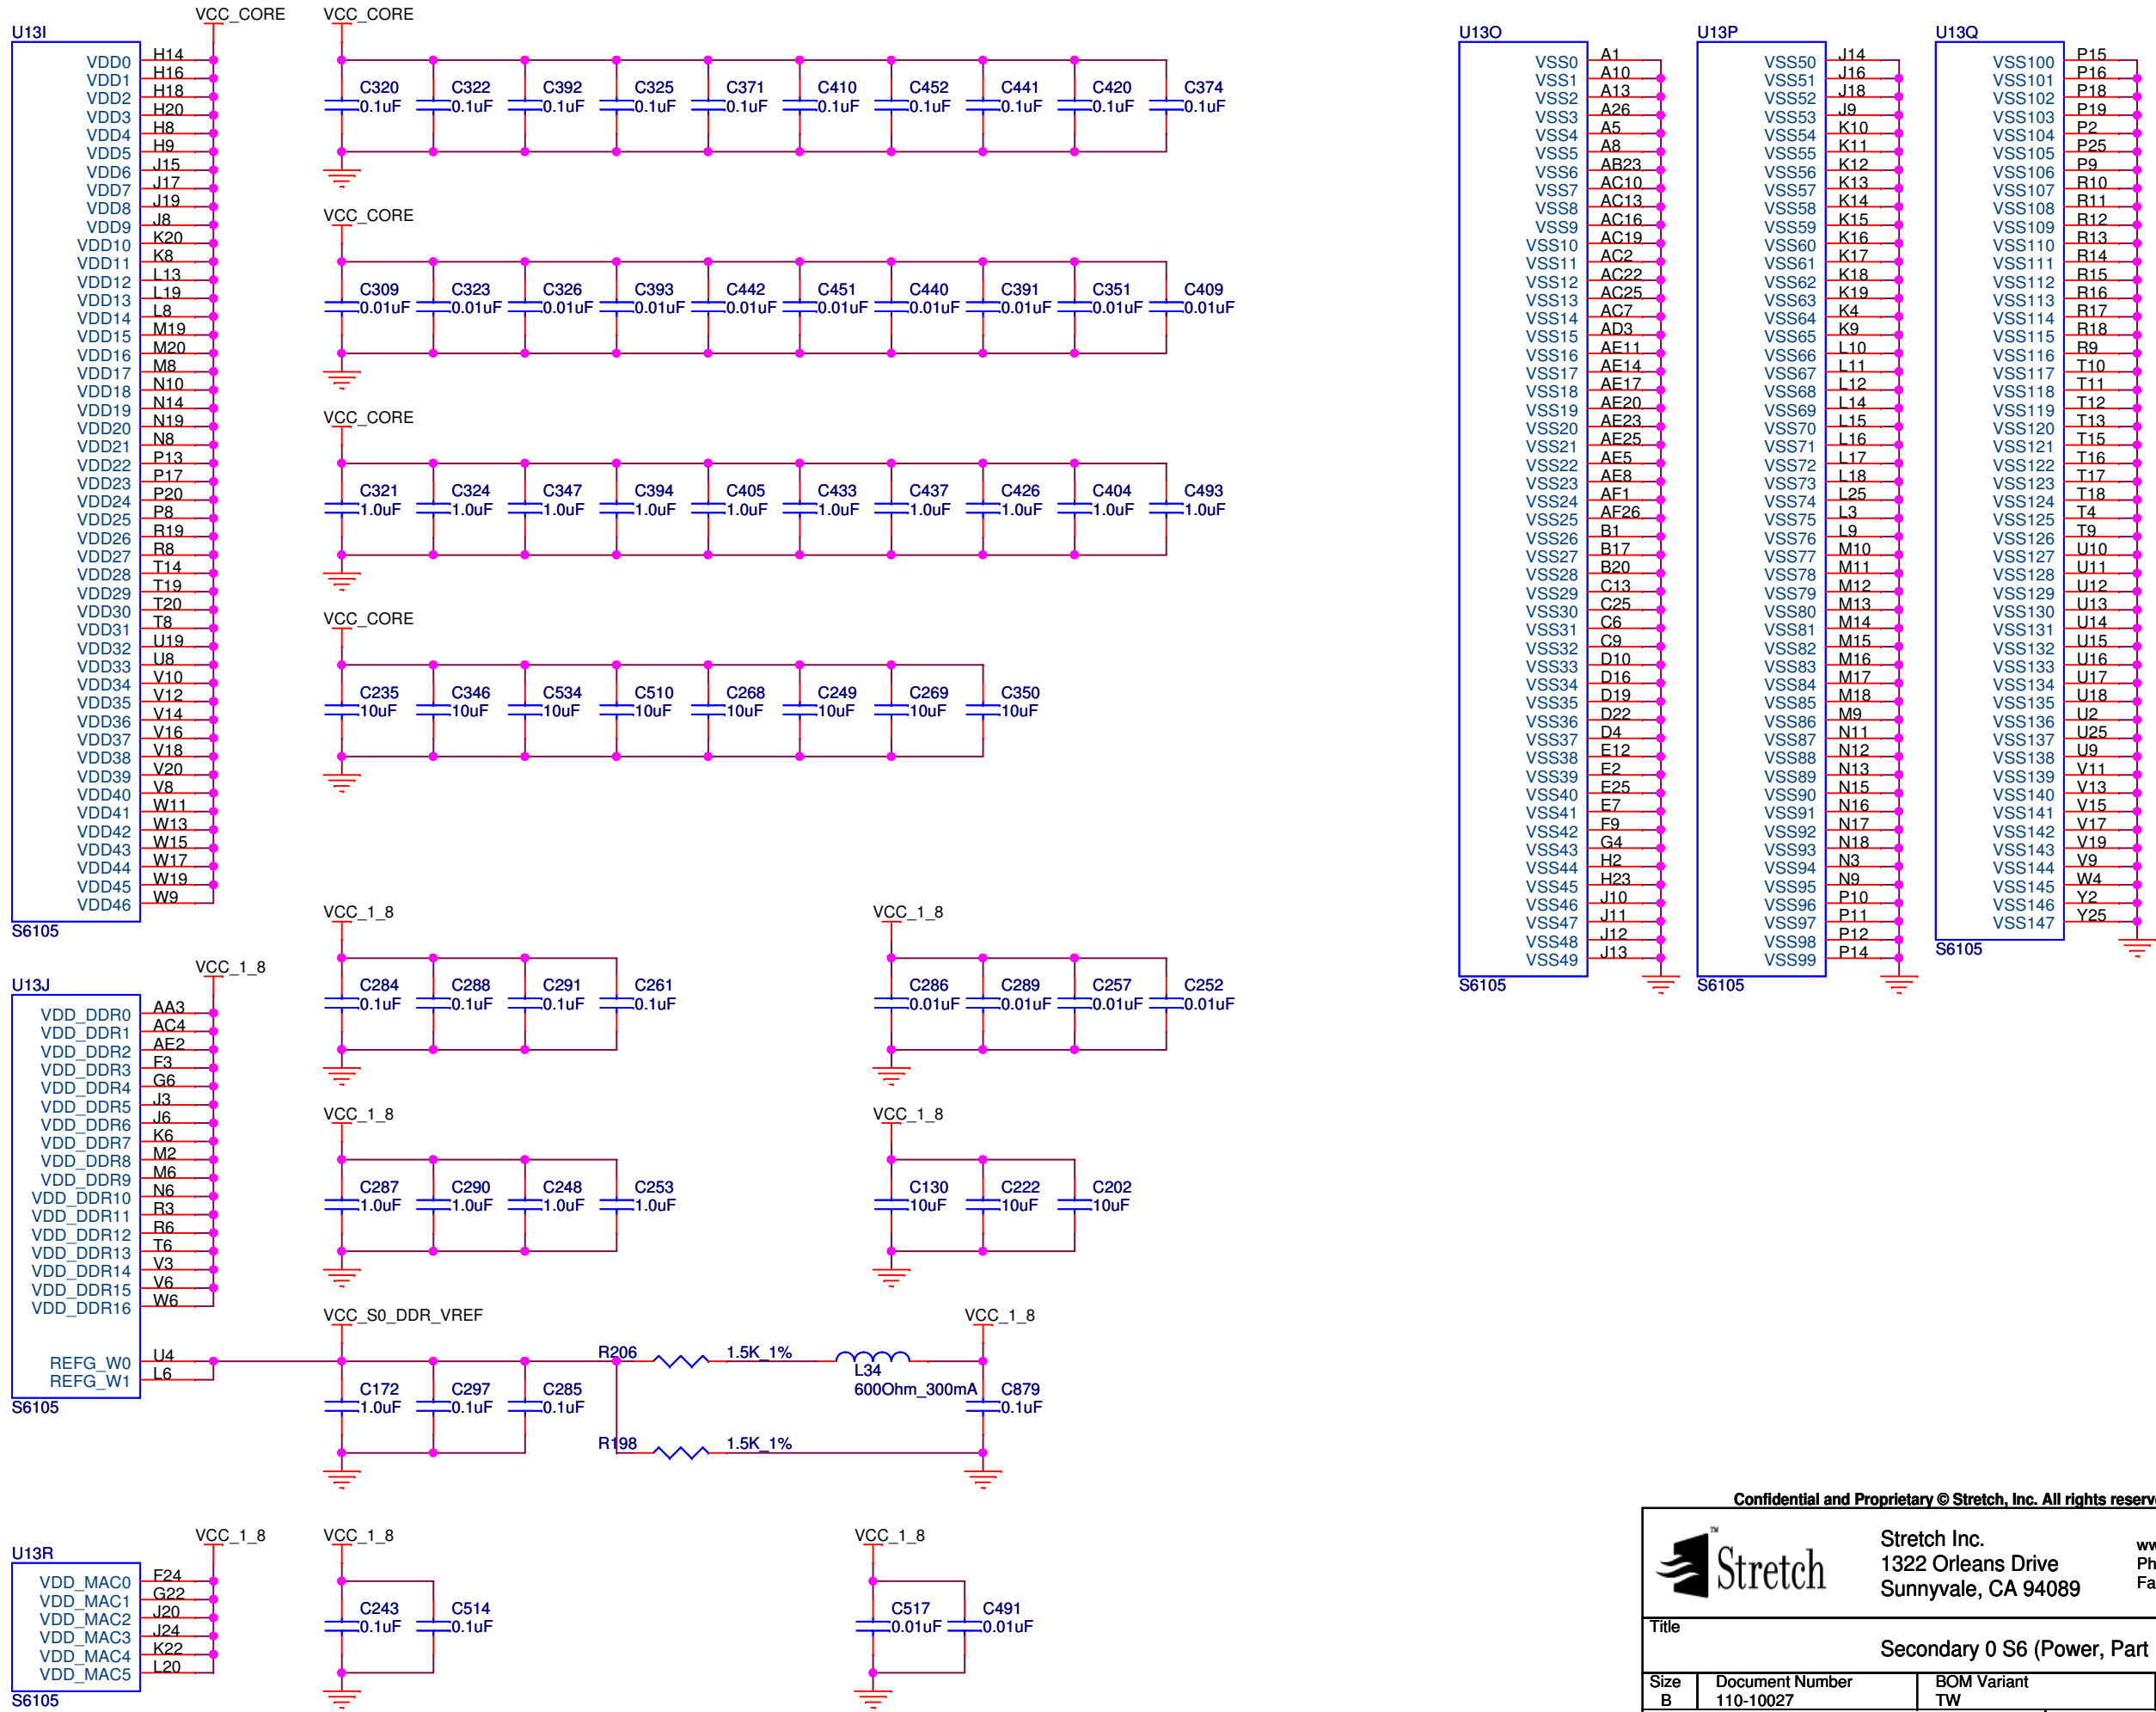 U13I
VCC_CORE
VDD0 H14
VDD1 H16
VDD2 H18
VDD3 H20
VDD4 H8
VDD5 H9
VDD6 J15
VDD7 J17
VDD8 J19
VDD9 J8
VDD10 K20
VDD11 K8
VDD12 L13
VDD13 L19
VDD14 L8
VDD15 M19
VDD16 M20
VDD17 M8
VDD18 N10
VDD19 N14
VDD20 N19
VDD21 N8
VDD22 P13
VDD23 P17
VDD24 P20
VDD25 P8
VDD26 R19
VDD27 R8
VDD28 T14
VDD29 T19
VDD30 T20
VDD31 T8
VDD32 U19
VDD33 U8
VDD34 V10
VDD35 V12
VDD36 V14
VDD37 V16
VDD38 V18
VDD39 V20
VDD40 V8
VDD41 W11
VDD42 W13
VDD43 W15
VDD44 W17
VDD45 W19
VDD46 W9
S6105
VCC_CORE
C320 C322 C392 C325 C371 C410 C452 C441 C420 C374
0.1uF 0.1uF 0.1uF 0.1uF 0.1uF 0.1uF 0.1uF 0.1uF 0.1uF 0.1uF
VCC_CORE
C309 C323 C326 C393 C442 C451 C440 C391 C351 C409
0.01uF 0.01uF 0.01uF 0.01uF 0.01uF 0.01uF 0.01uF 0.01uF 0.01uF 0.01uF
VCC_CORE
C321 C324 C347 C394 C405 C433 C437 C426 C404 C493
1.0uF 1.0uF 1.0uF 1.0uF 1.0uF 1.0uF 1.0uF 1.0uF 1.0uF 1.0uF
VCC_CORE
C235 C346 C534 C510 C268 C249 C269 C350
10uF 10uF 10uF 10uF 10uF 10uF 10uF 10uF
U13O
VSS0 A1
VSS1 A10
VSS2 A13
VSS3 A26
VSS4 A5
VSS5 A8
VSS6 AB23
VSS7 AC10
VSS8 AC13
VSS9 AC16
VSS10 AC19
VSS11 AC2
VSS12 AC22
VSS13 AC25
VSS14 AC7
VSS15 AD3
VSS16 AE11
VSS17 AE14
VSS18 AE17
VSS19 AE20
VSS20 AE23
VSS21 AE25
VSS22 AE5
VSS23 AE8
VSS24 AF1
VSS25 AF26
VSS26 B1
VSS27 B17
VSS28 B20
VSS29 C13
VSS30 C25
VSS31 C6
VSS32 C9
VSS33 D10
VSS34 D16
VSS35 D19
VSS36 D22
VSS37 D4
VSS38 E12
VSS39 E2
VSS40 E25
VSS41 E7
VSS42 F9
VSS43 G4
VSS44 H2
VSS45 H23
VSS46 J10
VSS47 J11
VSS48 J12
VSS49 J13
S6105
U13P
VSS50 J14
VSS51 J16
VSS52 J18
VSS53 J9
VSS54 K10
VSS55 K11
VSS56 K12
VSS57 K13
VSS58 K14
VSS59 K15
VSS60 K16
VSS61 K17
VSS62 K18
VSS63 K19
VSS64 K4
VSS65 K9
VSS66 L10
VSS67 L11
VSS68 L12
VSS69 L14
VSS70 L15
VSS71 L16
VSS72 L17
VSS73 L18
VSS74 L25
VSS75 L3
VSS76 L9
VSS77 M10
VSS78 M11
VSS79 M12
VSS80 M13
VSS81 M14
VSS82 M15
VSS83 M16
VSS84 M17
VSS85 M18
VSS86 M9
VSS87 N11
VSS88 N12
VSS89 N13
VSS90 N15
VSS91 N16
VSS92 N17
VSS93 N18
VSS94 N3
VSS95 N9
VSS96 P10
VSS97 P11
VSS98 P12
VSS99 P14
S6105
U13Q
VSS100 P15
VSS101 P16
VSS102 P18
VSS103 P19
VSS104 P2
VSS105 P25
VSS106 P9
VSS107 R10
VSS108 R11
VSS109 R12
VSS110 R13
VSS111 R14
VSS112 R15
VSS113 R16
VSS114 R17
VSS115 R18
VSS116 R9
VSS117 T10
VSS118 T11
VSS119 T12
VSS120 T13
VSS121 T15
VSS122 T16
VSS123 T17
VSS124 T18
VSS125 T4
VSS126 T9
VSS127 U10
VSS128 U11
VSS129 U12
VSS130 U13
VSS131 U14
VSS132 U15
VSS133 U16
VSS134 U17
VSS135 U18
VSS136 U2
VSS137 U25
VSS138 U9
VSS139 V11
VSS140 V13
VSS141 V15
VSS142 V17
VSS143 V19
VSS144 V9
VSS145 W4
VSS146 Y2
VSS147 Y25
S6105
U13J
VCC_1_8
VDD_DDR0 AA3
VDD_DDR1 AC4
VDD_DDR2 AE2
VDD_DDR3 F3
VDD_DDR4 G6
VDD_DDR5 J3
VDD_DDR6 J6
VDD_DDR7 K6
VDD_DDR8 M2
VDD_DDR9 M6
VDD_DDR10 N6
VDD_DDR11 R3
VDD_DDR12 R6
VDD_DDR13 T6
VDD_DDR14 V3
VDD_DDR15 V6
VDD_DDR16 W6
REFG_W0 U4
REFG_W1 L6
S6105
VCC_1_8
C284 C288 C291 C261
0.1uF 0.1uF 0.1uF 0.1uF
VCC_1_8
C286 C289 C257 C252
0.01uF 0.01uF 0.01uF 0.01uF
VCC_1_8
C287 C290 C248 C253
1.0uF 1.0uF 1.0uF 1.0uF
VCC_1_8
C130 C222 C202
10uF 10uF 10uF
VCC_S0_DDR_VREF VCC_1_8
R206 1.5K_1%
L34
600Ohm_300mA
C172 C297 C285 C879
1.0uF 0.1uF 0.1uF 0.1uF
R198 1.5K_1%
U13R
VCC_1_8
VDD_MAC0 F24
VDD_MAC1 G22
VDD_MAC2 J20
VDD_MAC3 J24
VDD_MAC4 K22
VDD_MAC5 L20
S6105
VCC_1_8
C243 C514
0.1uF 0.1uF
VCC_1_8
C517 C491
0.01uF 0.01uF
Confidential and Proprietary © Stretch, Inc. All rights reserve
Stretch
TM
Stretch Inc.
1322 Orleans Drive
Sunnyvale, CA 94089
Ph
Fa
Title
Secondary 0 S6 (Power, Part
Size Document Number BOM Variant
B 110-10027 TW